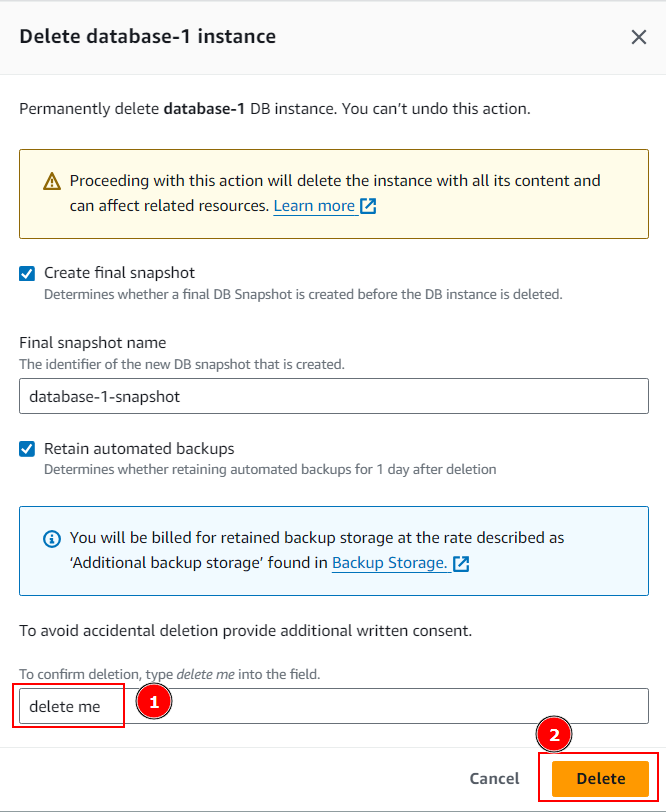 Delete database-1 instance
Permanently delete database-1 DB instance. You can't undo this action.
Proceeding with this action will delete the instance with all its content and
can affect related resources. Learn more
Create final snapshot
Determines whether a final DB Snapshot is created before the DB instance is deleted.
Final snapshot name
The identifier of the new DB snapshot that is created.
database-1-snapshot
Retain automated backups
Determines whether retaining automated backups for 1 day after deletion
You will be billed for retained backup storage at the rate described as
‘Additional backup storage’ found in Backup Storage.
To avoid accidental deletion provide additional written consent.
To confirm deletion, type delete me into the field.
delete me
1
2
Cancel
Delete